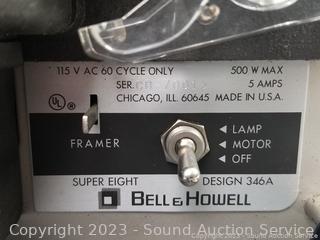 115 V AC 60 CYCLE ONLY 500 W MAX
SER. 5 AMPS
CHICAGO, ILL. 60645 MADE IN U.S.A.
UL
FRAMER
◄ LAMP
◄ MOTOR
◄ OFF
SUPER EIGHT DESIGN 346A
BELL & HOWELL
Copyright 2023 - Sound Auction Service